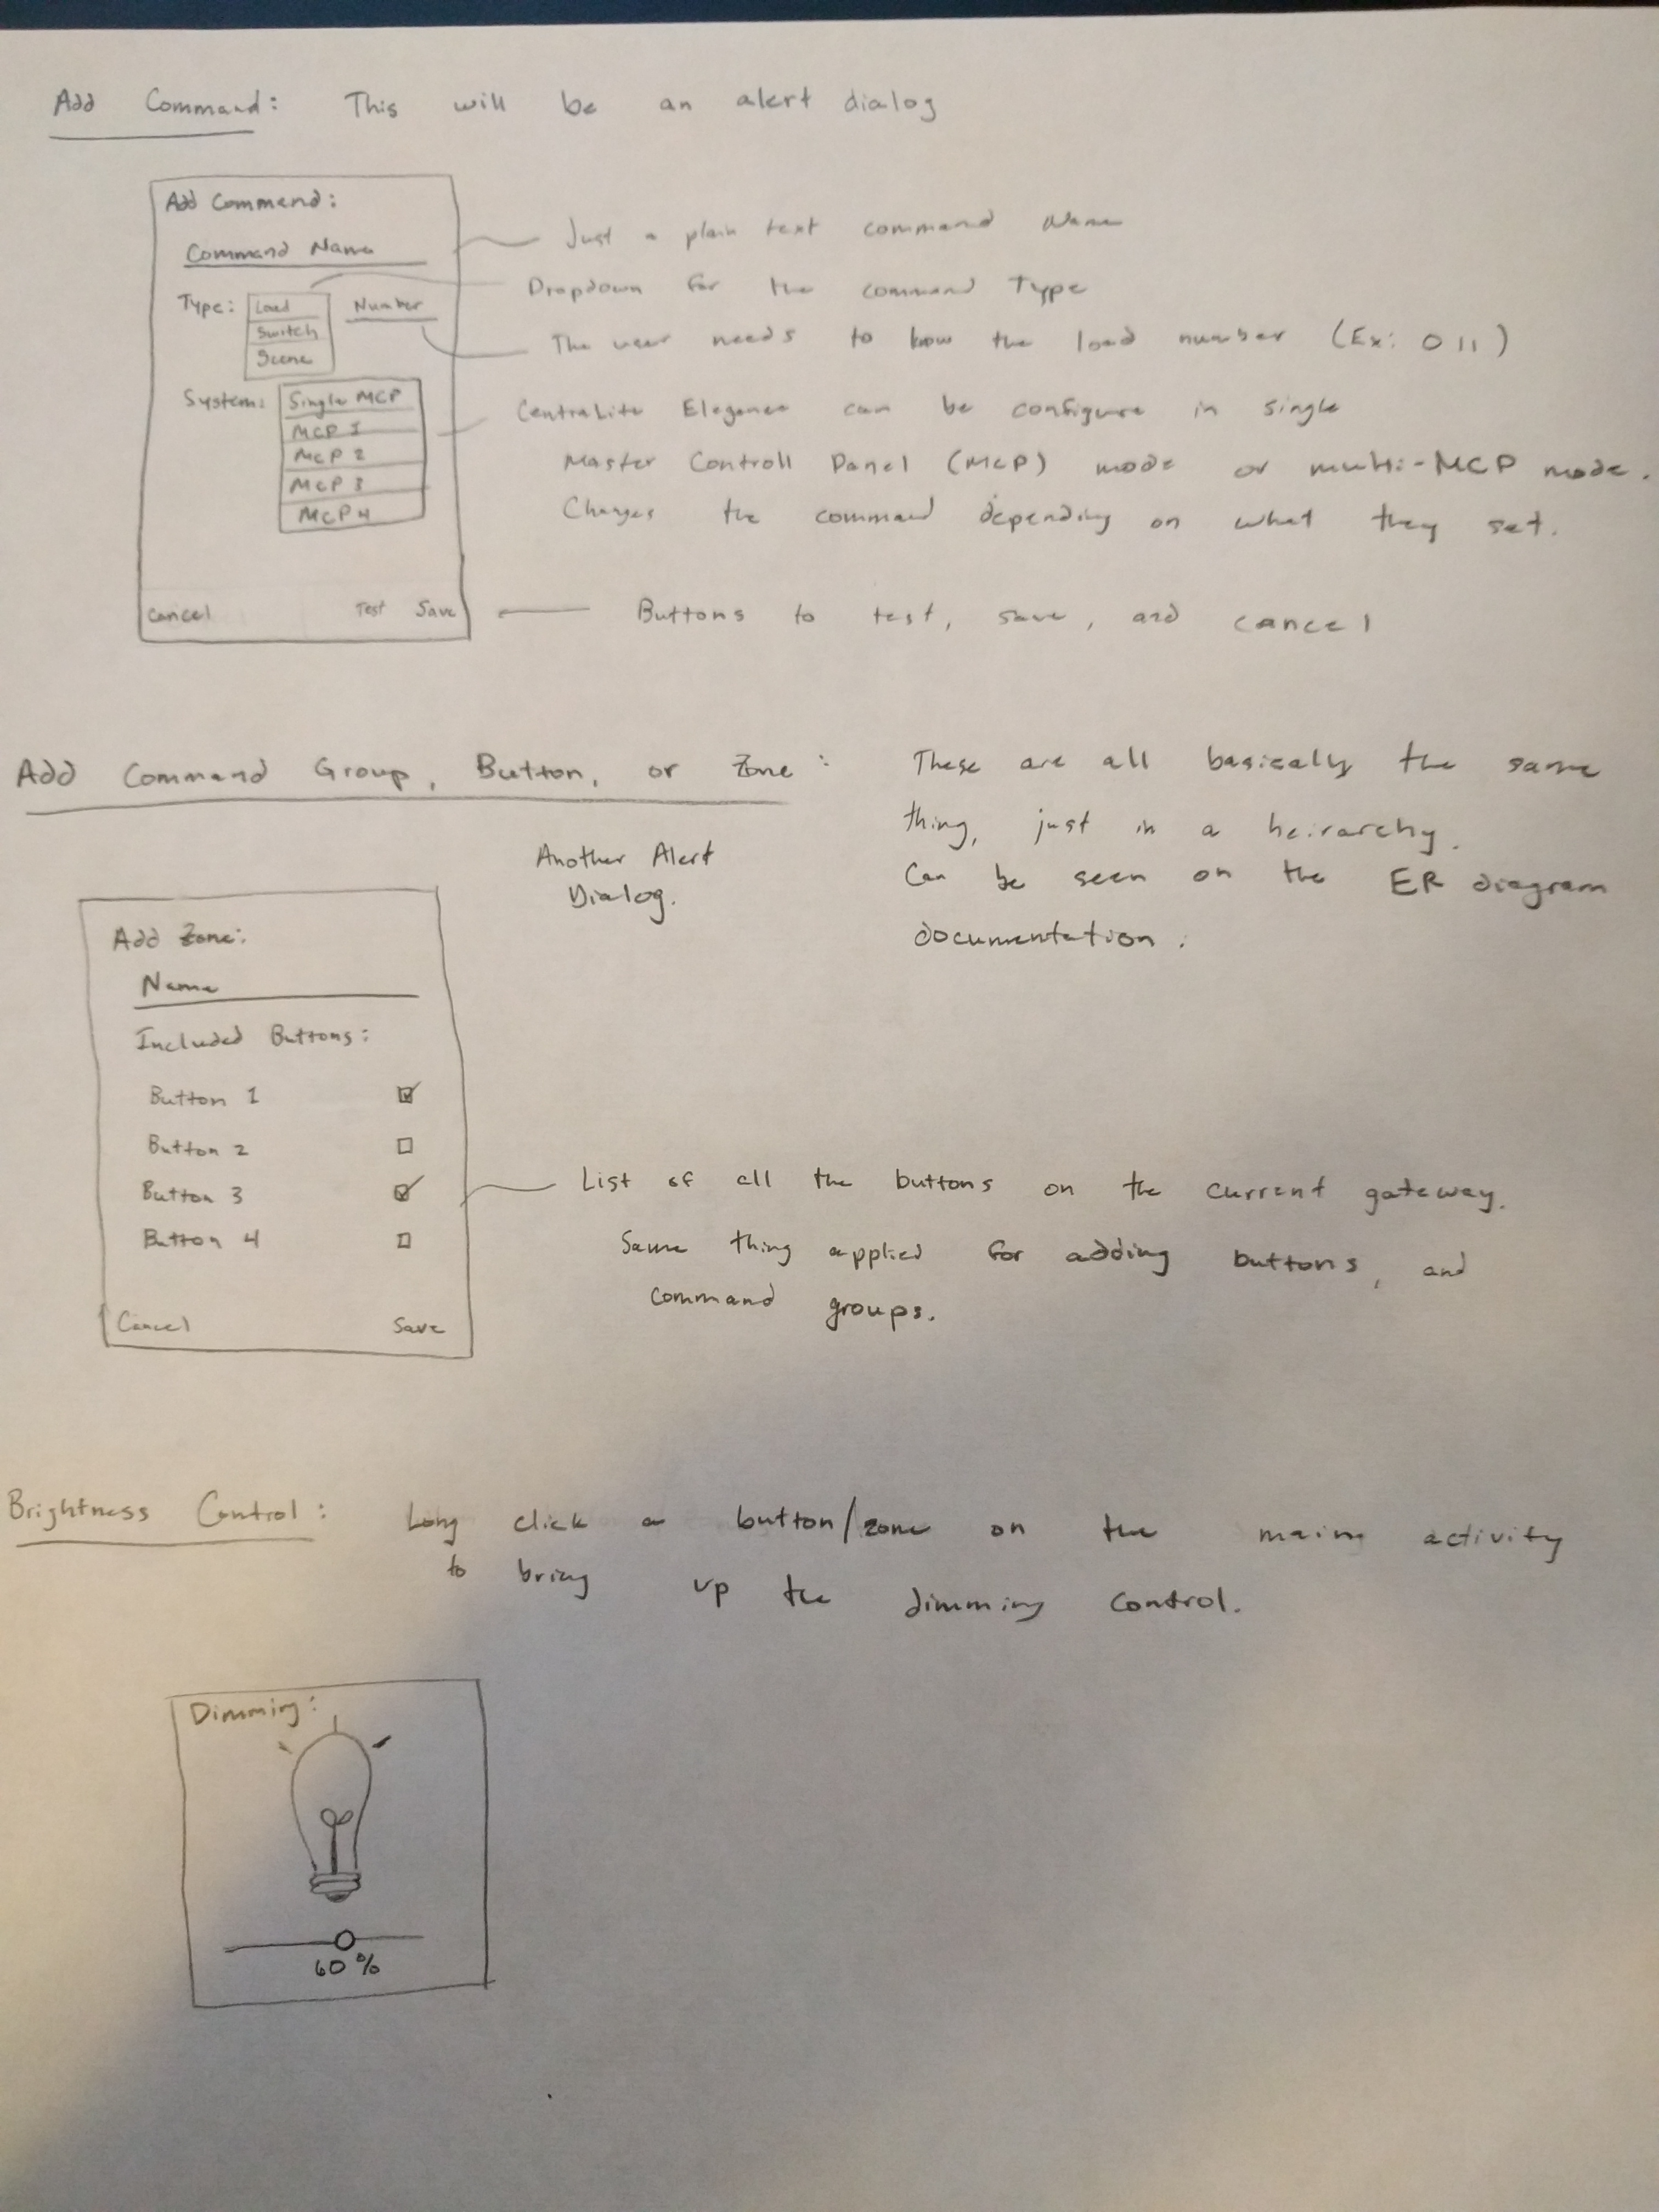 Add Command: This will be an alert dialog
Add Command:
Command Name
Just a plain text command Name
Type: Load
Switch
Scene
Number
Dropdown for the command Type
The user needs to know the load number (Ex: 011)
System: Single MCP
MCP 1
MCP 2
MCP 3
MCP 4
CentraLite Elegance can be configure in single
Master Controll Panel (MCP) mode or multi-MCP mode.
Changes the command depending on what they set.
Cancel Test Save
Buttons to test, save, and cancel
Add Command Group, Button, or Zone:
These are all basically the same
thing, just in a heirarchy.
Can be seen on the ER diagram
documentation.
Another Alert
Dialog.
Add Zone:
Name
Included Buttons:
Button 1
Button 2
Button 3
Button 4
Cancel Save
List of all the buttons on the current gateway.
Same thing applied for adding buttons, and
command groups.
Brightness Control: Long click a button/zone on the main activity
to bring up the dimming control.
Dimming:
60%